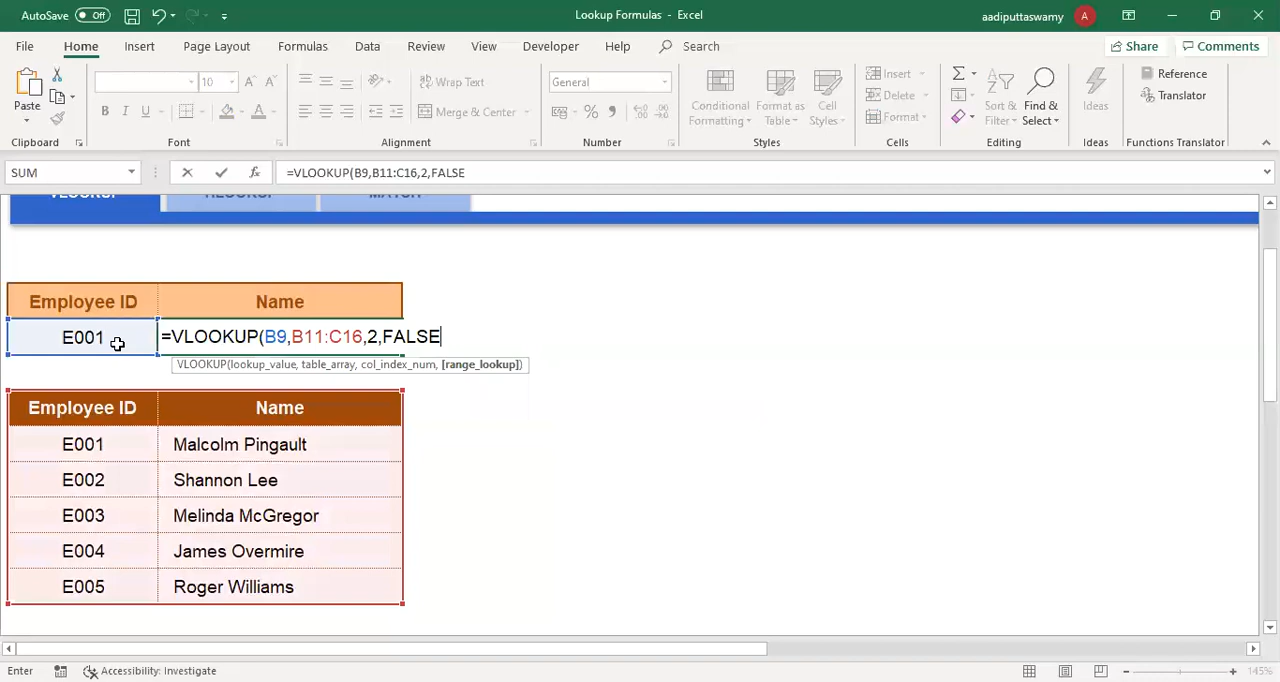 AutoSave Off
Lookup Formulas - Excel
aadiputtaswamy
A
File Home Insert Page Layout Formulas Data Review View Developer Help Search Share Comments
Paste
Clipboard
10
B I U
Font
Wrap Text
Merge & Center
Alignment
General
Number
Conditional Formatting
Format as Table
Cell Styles
Styles
Insert
Delete
Format
Cells
Sort & Filter
Find & Select
Editing
Ideas
Ideas
Reference
Translator
Functions Translator
SUM
fx
=VLOOKUP(B9,B11:C16,2,FALSE
Employee ID Name
E001 =VLOOKUP(B9,B11:C16,2,FALSE
VLOOKUP(lookup_value, table_array, col_index_num, [range_lookup])
Employee ID Name
E001 Malcolm Pingault
E002 Shannon Lee
E003 Melinda McGregor
E004 James Overmire
E005 Roger Williams
Enter Accessibility: Investigate 145%